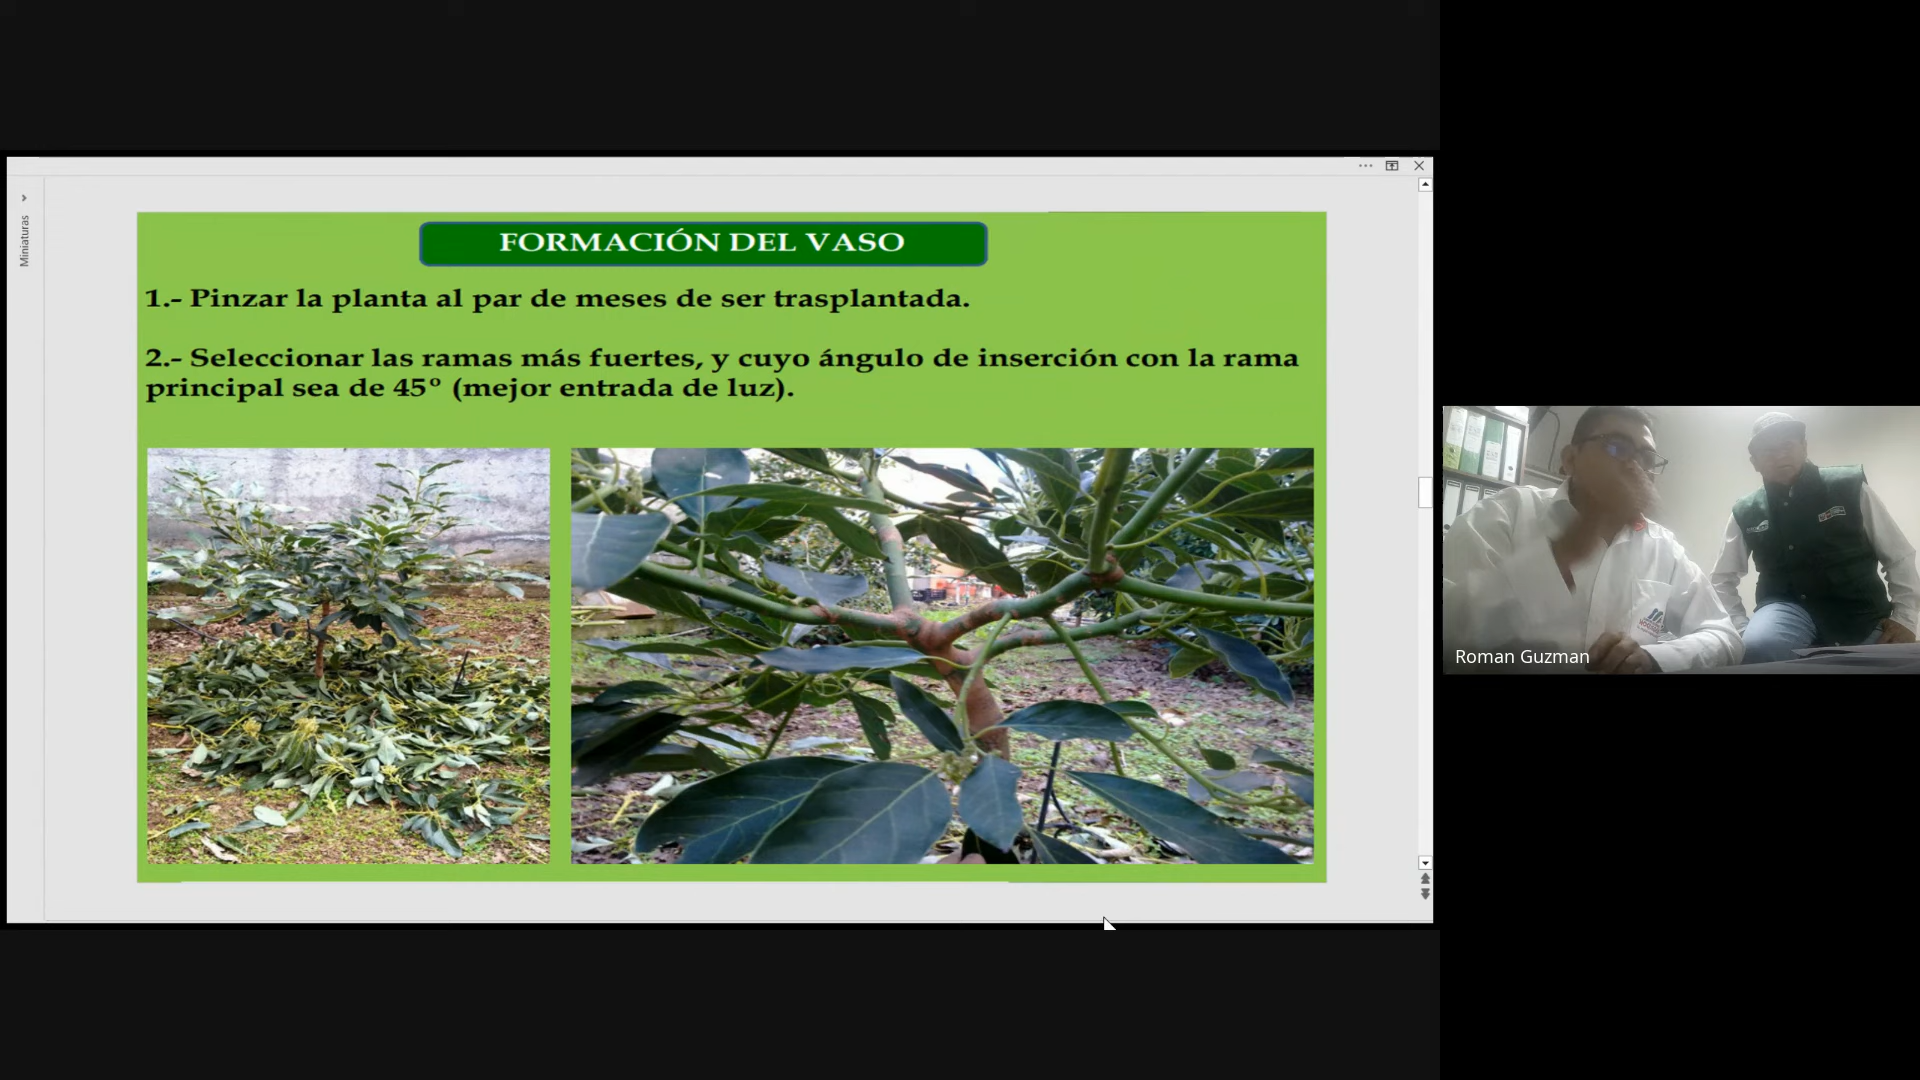 Miniaturas
FORMACIÓN DEL VASO
1.- Pinzar la planta al par de meses de ser trasplantada.
2.- Seleccionar las ramas más fuertes, y cuyo ángulo de inserción con la rama
principal sea de 45º (mejor entrada de luz).
Roman Guzman